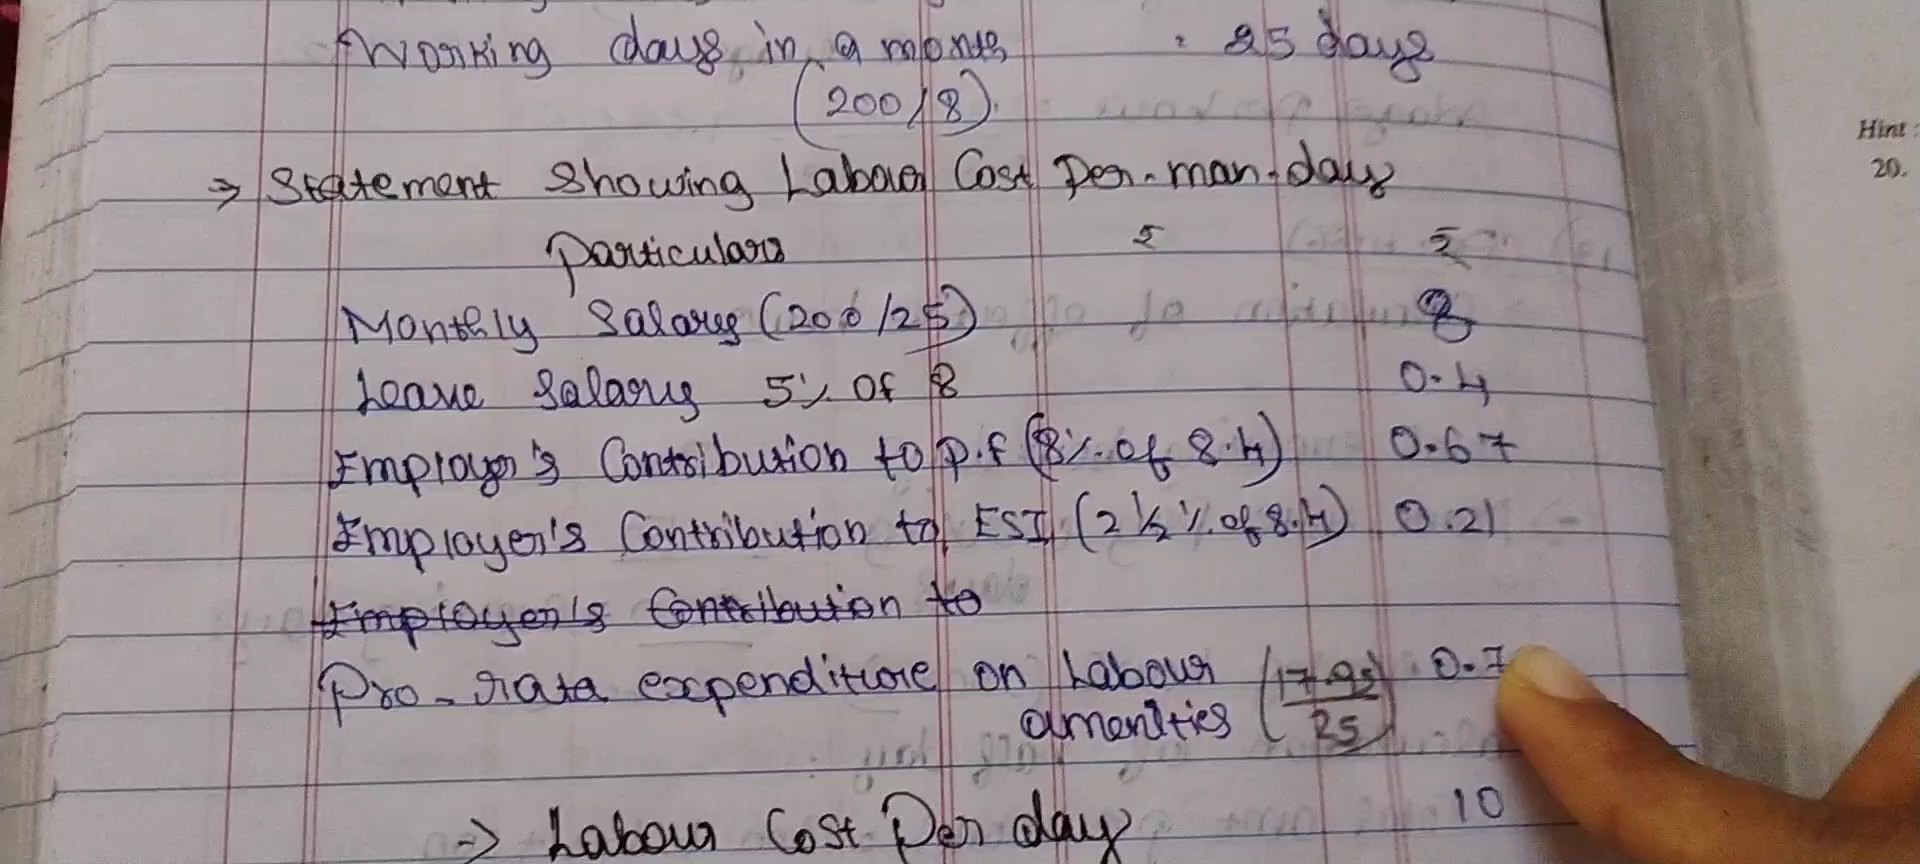 Working days in a month : 25 days
(200/8).
⇒ Statement Showing Labour Cost Per-man-day
Particulars ₹ ₹
Monthly Salary (200/25) 8
Leave Salary 5% Of 8 0.4
Employer's Contribution to P.f (8% of 8.4) 0.67
Employer's Contribution to ESI (2 ½ % of 8.4) 0.21
Employer's Contribution to
Pro-rata expenditure on Labour (17.95/25) 0.7
amenities
10
→ Labour Cost Per day
Hint :
20.